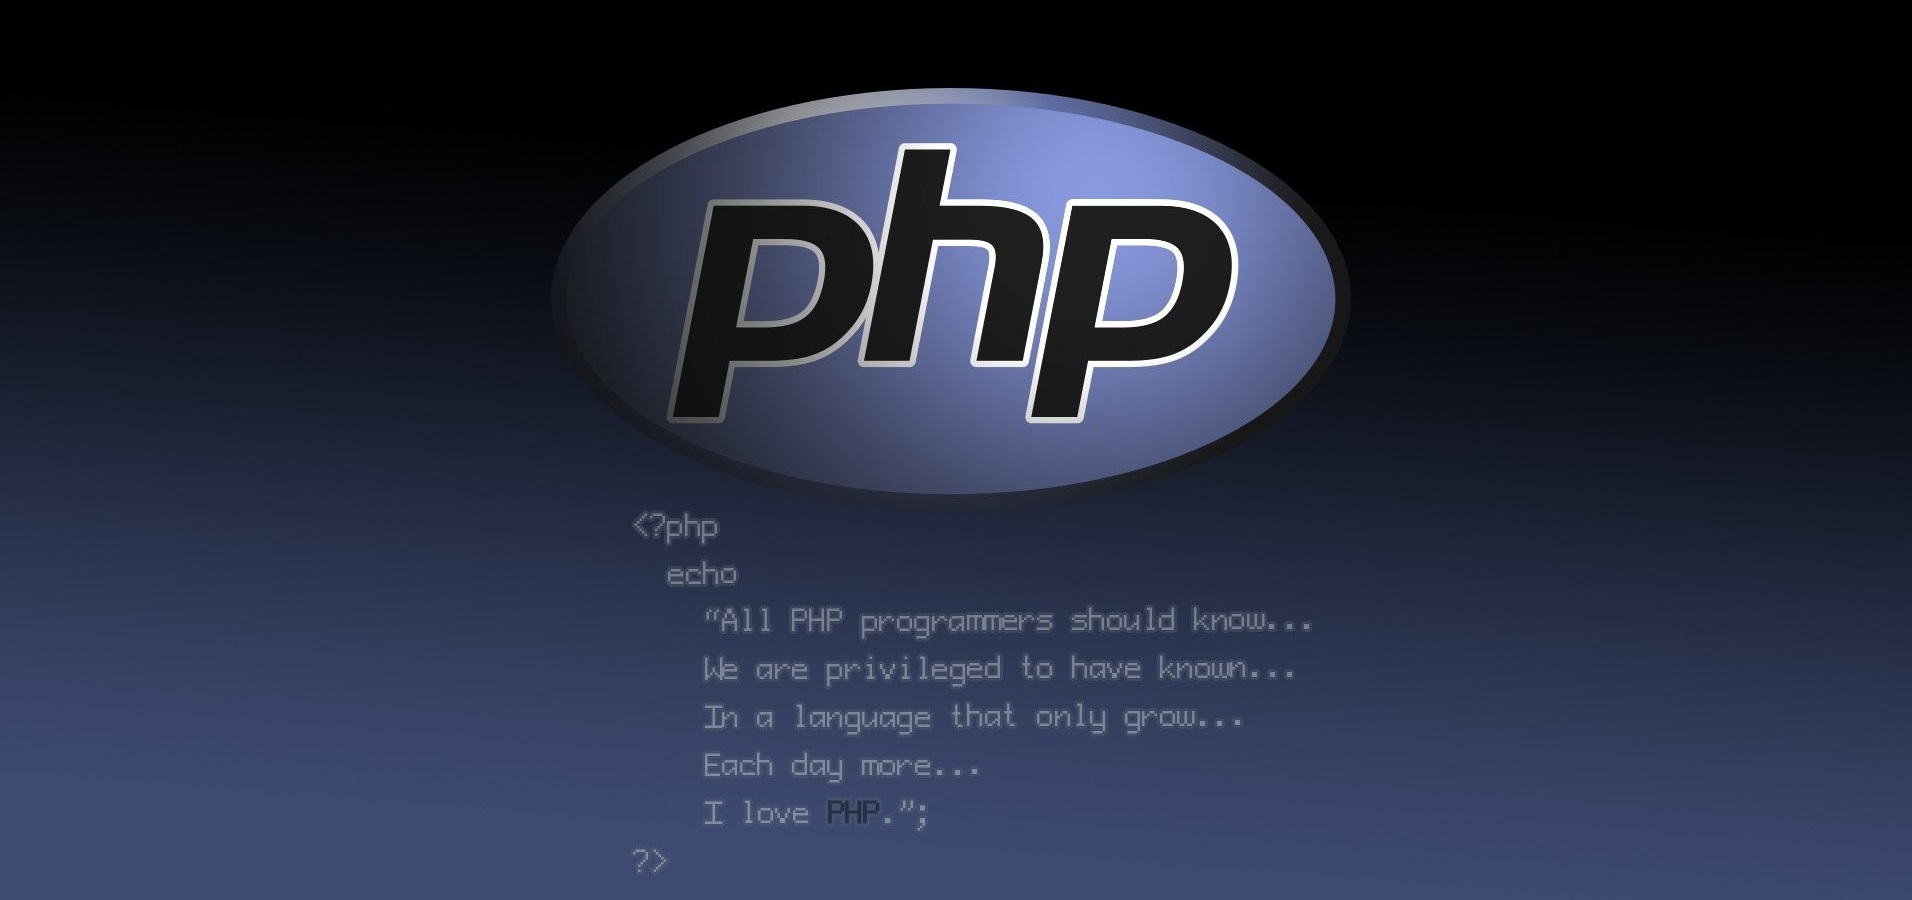 php
<?php
echo
“All PHP programmers should know...
We are privileged to have known...
In a language that only grow...
Each day more...
I love PHP.”;
?>